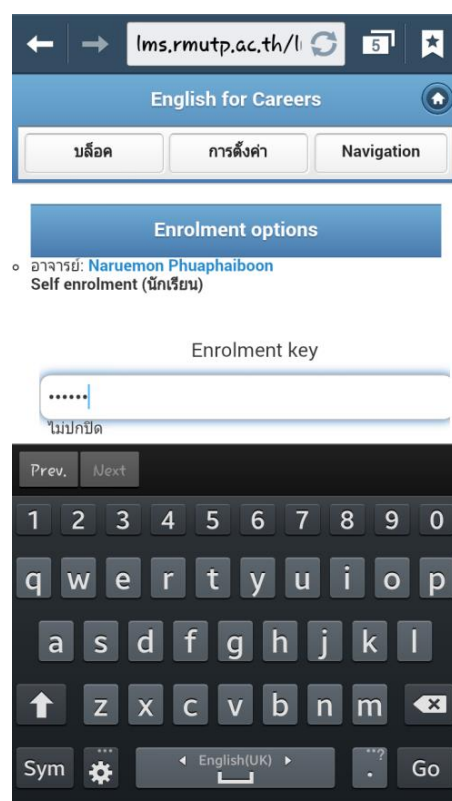 lms.rmutp.ac.th/l
5
English for Careers
บล็อค
การตั้งค่า
Navigation
Enrolment options
อาจารย์: Naruemon Phuaphaiboon
Self enrolment (นักเรียน)
Enrolment key
••••••
ไม่ปกปิด
Prev. Next
1 2 3 4 5 6 7 8 9 0
q w e r t y u i o p
a s d f g h j k l
z x c v b n m
Sym English(UK) . Go